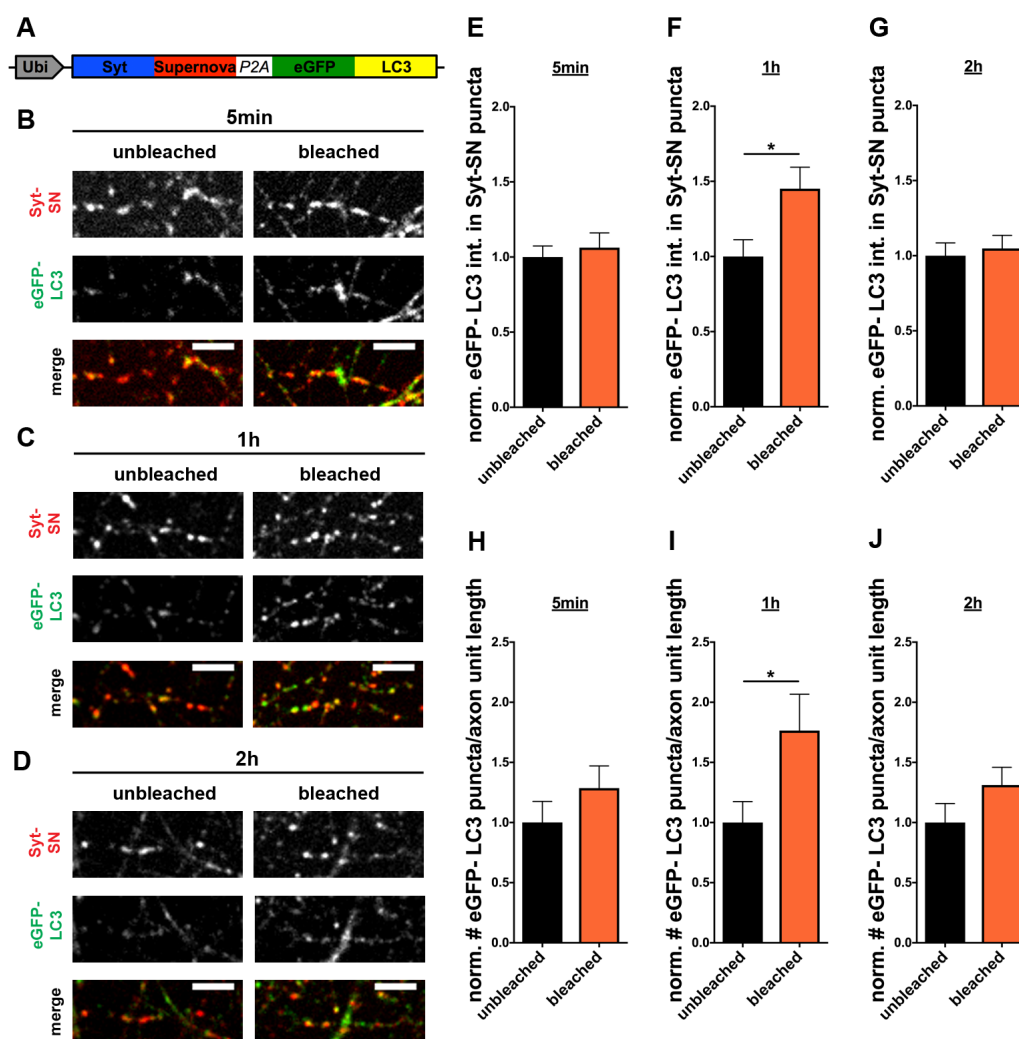 A
Ubi Syt Supernova P2A eGFP LC3
B
5min
unbleached bleached
Syt-
SN
eGFP-
LC3
merge
C
1h
unbleached bleached
Syt-
SN
eGFP-
LC3
merge
D
2h
unbleached bleached
Syt-
SN
eGFP-
LC3
merge
E
5min
norm. eGFP- LC3 int. in Syt-SN puncta
2.0
1.5
1.0
0.5
0.0
unbleached
bleached
F
1h
norm. eGFP- LC3 int. in Syt-SN puncta
2.0
*
1.5
1.0
0.5
0.0
unbleached
bleached
G
2h
norm. eGFP- LC3 int. in Syt-SN puncta
2.0
1.5
1.0
0.5
0.0
unbleached
bleached
H
5min
norm. # eGFP- LC3 puncta/axon unit length
2.5
2.0
1.5
1.0
0.5
0.0
unbleached
bleached
I
1h
norm. # eGFP- LC3 puncta/axon unit length
2.5
*
2.0
1.5
1.0
0.5
0.0
unbleached
bleached
J
2h
norm. # eGFP- LC3 puncta/axon unit length
2.5
2.0
1.5
1.0
0.5
0.0
unbleached
bleached